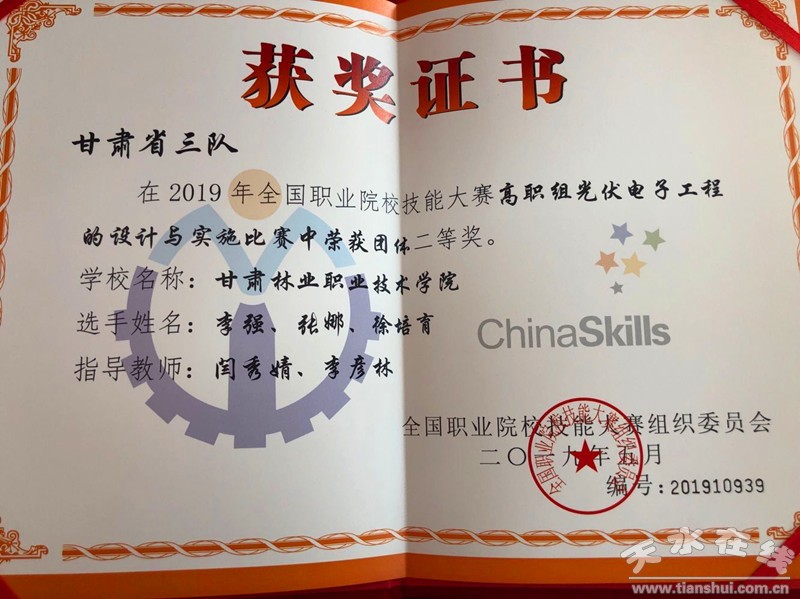 获奖证书
甘肃省三队
在2019年全国职业院校技能大赛高职组光伏电子工程
的设计与实施比赛中荣获团体二等奖。
学校名称：甘肃林业职业技术学院
选手姓名：李强、张娜、徐培育
指导教师：闫秀婧、李彦林
ChinaSkills
全国职业院校技能大赛组织委员会
二〇一九年五月
编号：201910939
天水在线
www.tianshui.com.cn